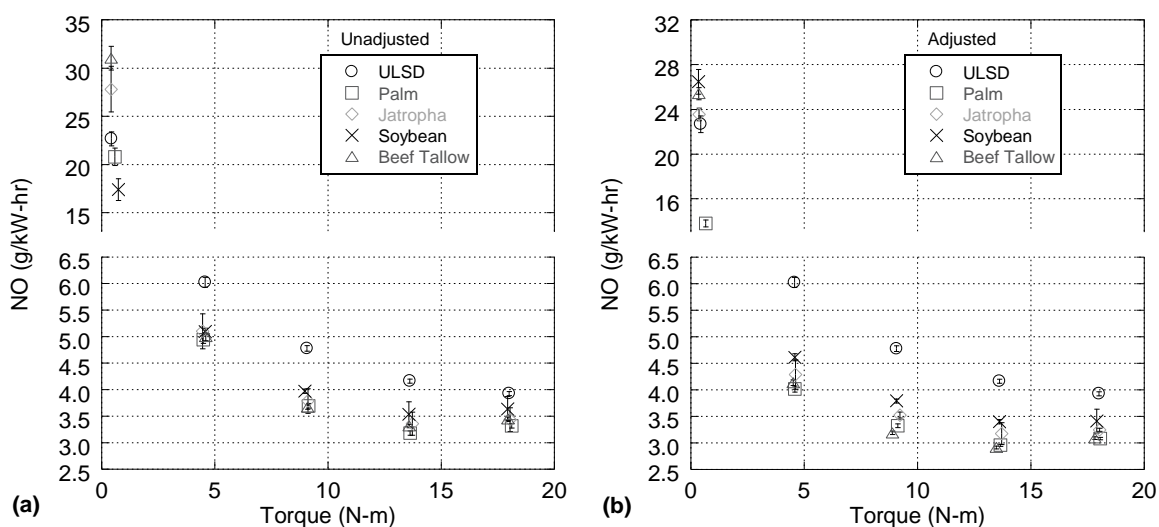 35
30
25
20
15
NO (g/kW-hr)
6.5
6.0
5.5
5.0
4.5
4.0
3.5
3.0
2.5
0
5
10
15
20
Torque (N-m)
(a)
Unadjusted
ULSD
Palm
Jatropha
Soybean
Beef Tallow
28
24
20
16
NO (g/kW-hr)
6.5
6.0
5.5
5.0
4.5
4.0
3.5
3.0
2.5
0
5
10
15
20
Torque (N-m)
(b)
Adjusted
ULSD
Palm
Jatropha
Soybean
Beef Tallow